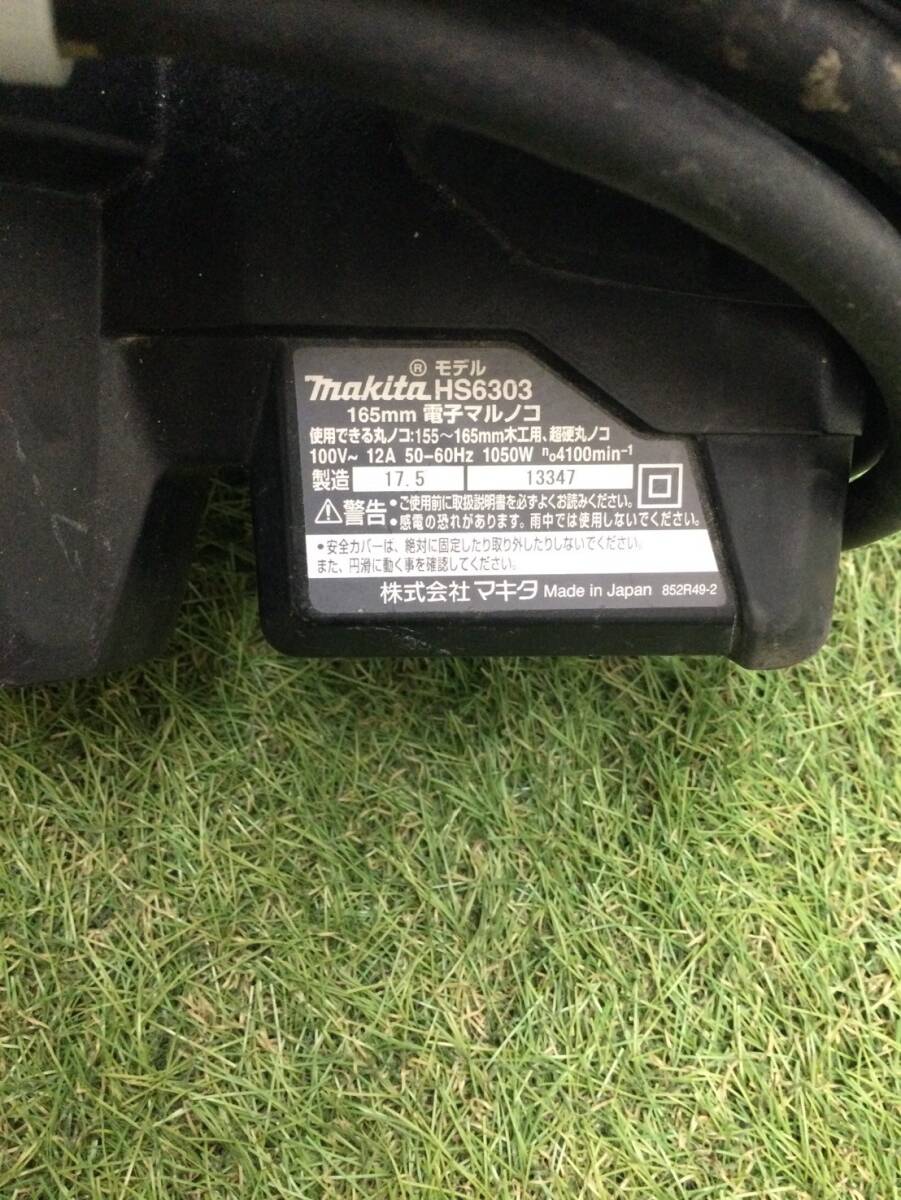 ® モデル
makita HS6303
165mm 電子マルノコ
使用できる丸ノコ:155～165mm木工用、超硬丸ノコ
100V~ 12A 50-60Hz 1050W n₀4100min⁻¹
製造 17.5 13347
⚠警告 •ご使用前に取扱説明書を必ずよくお読みください。
•感電の恐れがあります。雨中では使用しないでください。
•安全カバーは、絶対に固定したり取り外したりしないでください。
また、円滑に動く事を確認してください。
株式会社 マキタ Made in Japan 852R49-2